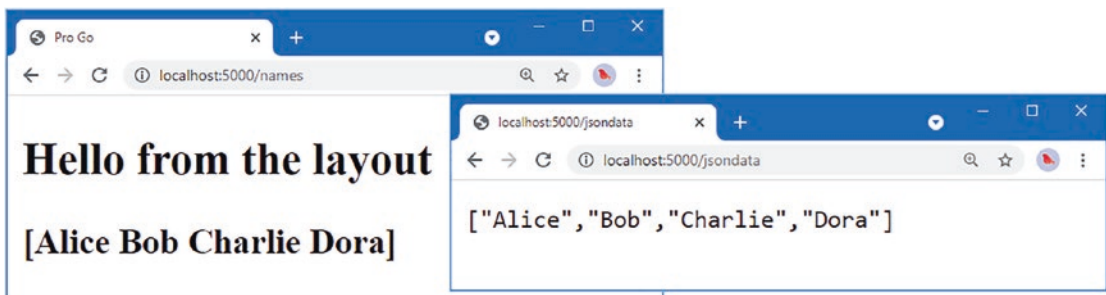 Pro Go
localhost:5000/names
Hello from the layout
[Alice Bob Charlie Dora]
localhost:5000/jsondata
localhost:5000/jsondata
["Alice","Bob","Charlie","Dora"]